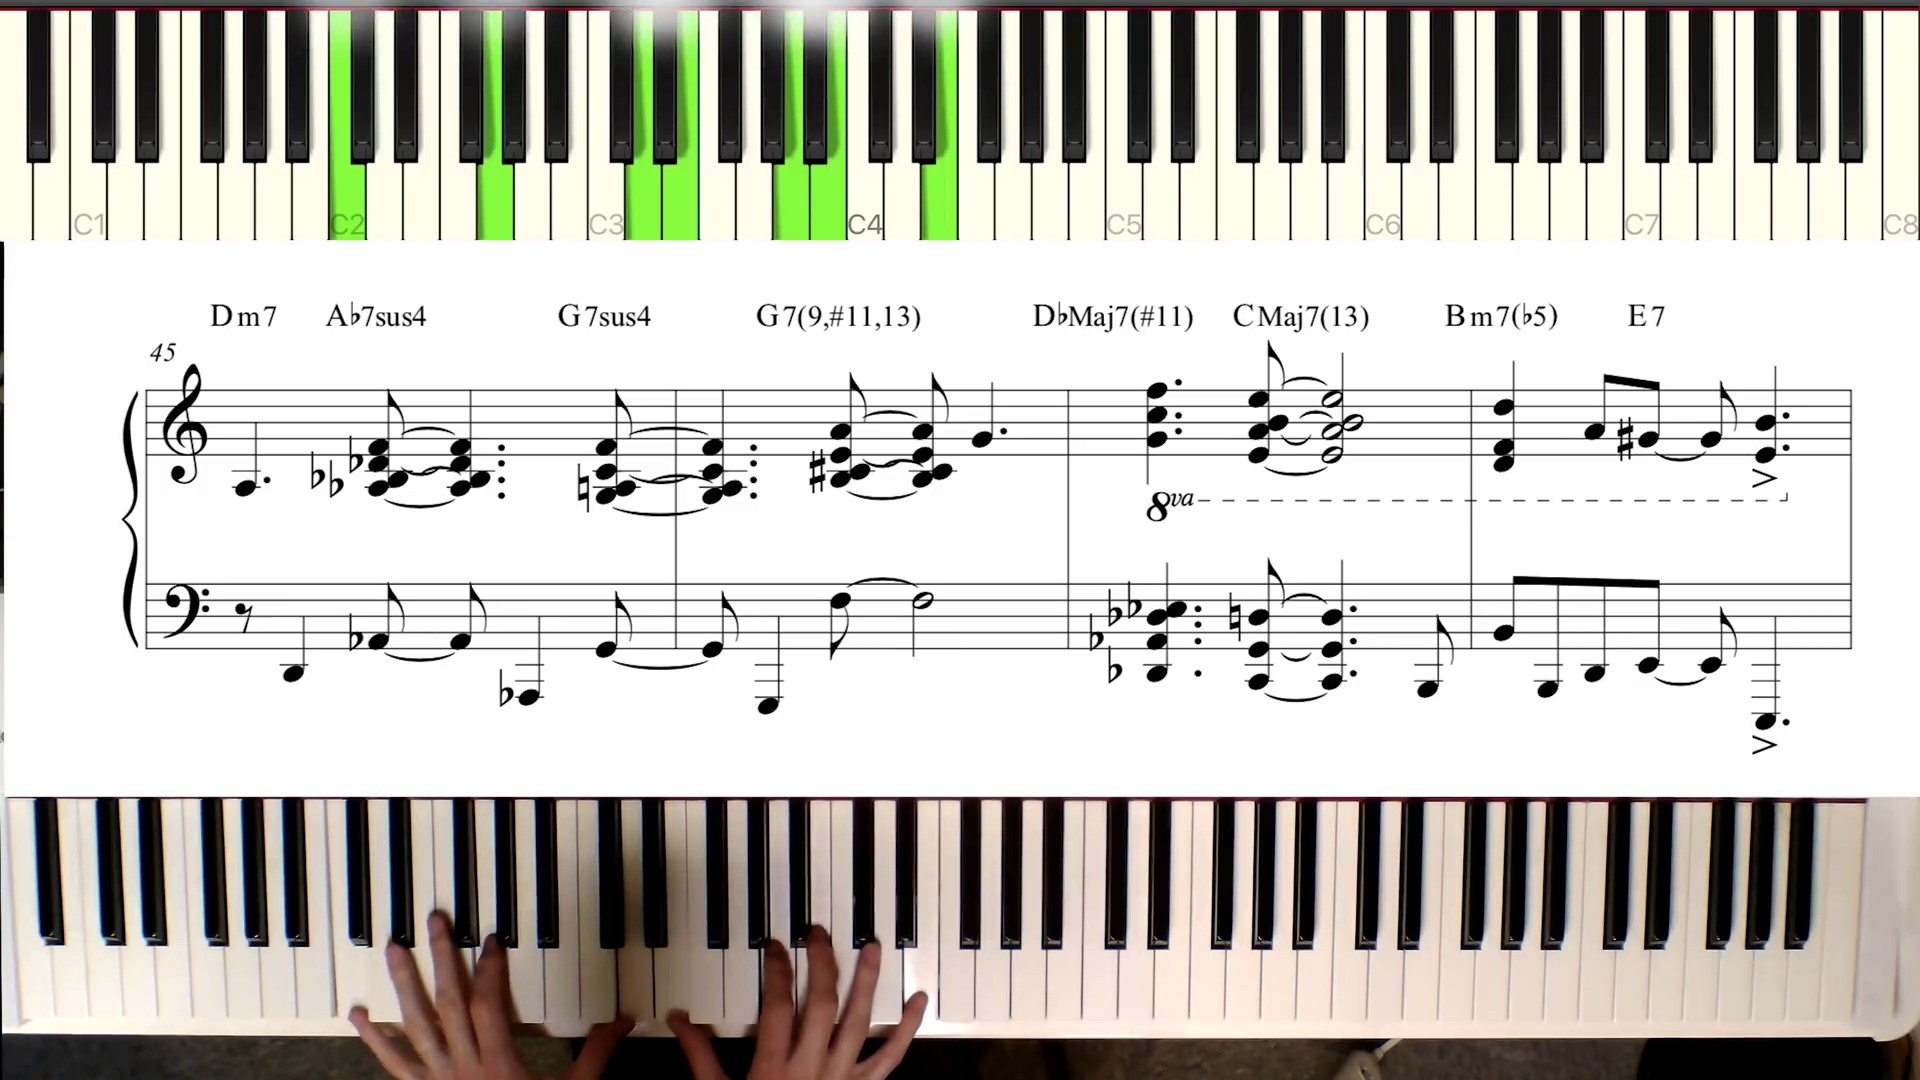 C1 C2 C3 C4 C5 C6 C7 C8
Dm7 A♭7sus4 G7sus4 G7(9,#11,13) D♭Maj7(#11) CMaj7(13) Bm7(♭5) E7
45
8va